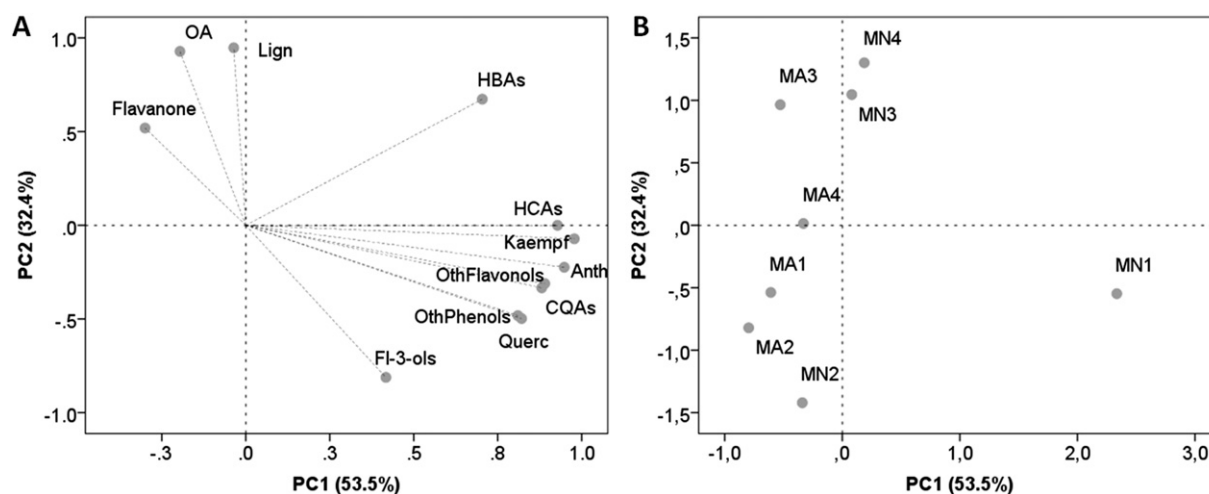 A
B
PC2 (32.4%)
1.0
.5
.0
-.5
-1.0
OA
Lign
HBAs
Flavanone
HCAs
Kaempf
Anth
OthFlavonols
CQAs
OthPhenols
Querc
Fl-3-ols
-.3
.0
.3
.5
1.0
1.0
PC1 (53.5%)
PC2 (32.4%)
1,5
1,0
,5
,0
-,5
-1,0
-1,5
MN4
MA3
MN3
MA4
MA1
MN1
MA2
MN2
-1,0
,0
1,0
2,0
3,0
PC1 (53.5%)